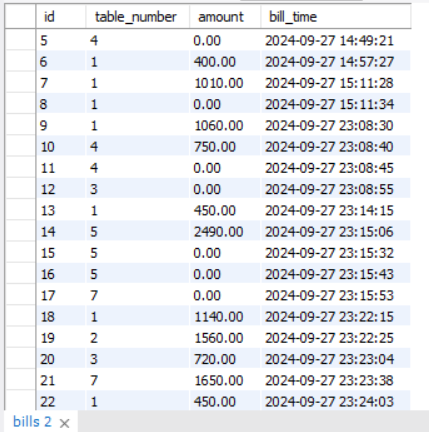 id table_number amount bill_time
5 4 0.00 2024-09-27 14:49:21
6 1 400.00 2024-09-27 14:57:27
7 1 1010.00 2024-09-27 15:11:28
8 1 0.00 2024-09-27 15:11:34
9 1 1060.00 2024-09-27 23:08:30
10 4 750.00 2024-09-27 23:08:40
11 4 0.00 2024-09-27 23:08:45
12 3 0.00 2024-09-27 23:08:55
13 1 450.00 2024-09-27 23:14:15
14 5 2490.00 2024-09-27 23:15:06
15 5 0.00 2024-09-27 23:15:32
16 5 0.00 2024-09-27 23:15:43
17 7 0.00 2024-09-27 23:15:53
18 1 1140.00 2024-09-27 23:22:15
19 2 1560.00 2024-09-27 23:22:25
20 3 720.00 2024-09-27 23:23:04
21 7 1650.00 2024-09-27 23:23:38
22 1 450.00 2024-09-27 23:24:03
bills 2